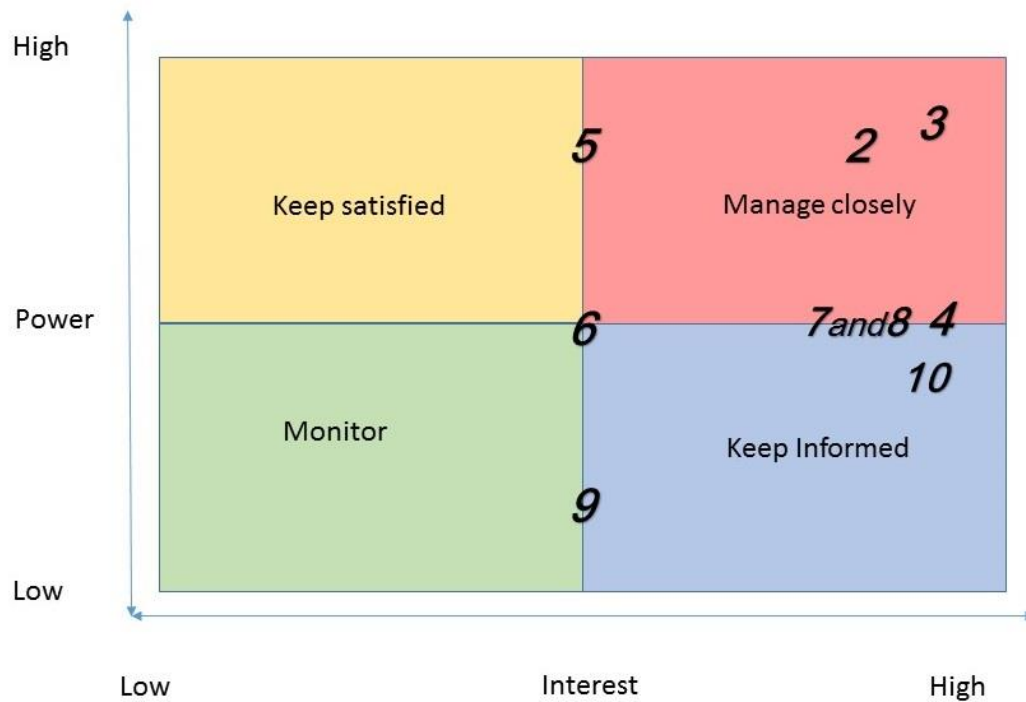 High
3
5
2
Keep satisfied
Manage closely
Power
6
7and8
4
10
Monitor
Keep Informed
9
Low
Low
Interest
High